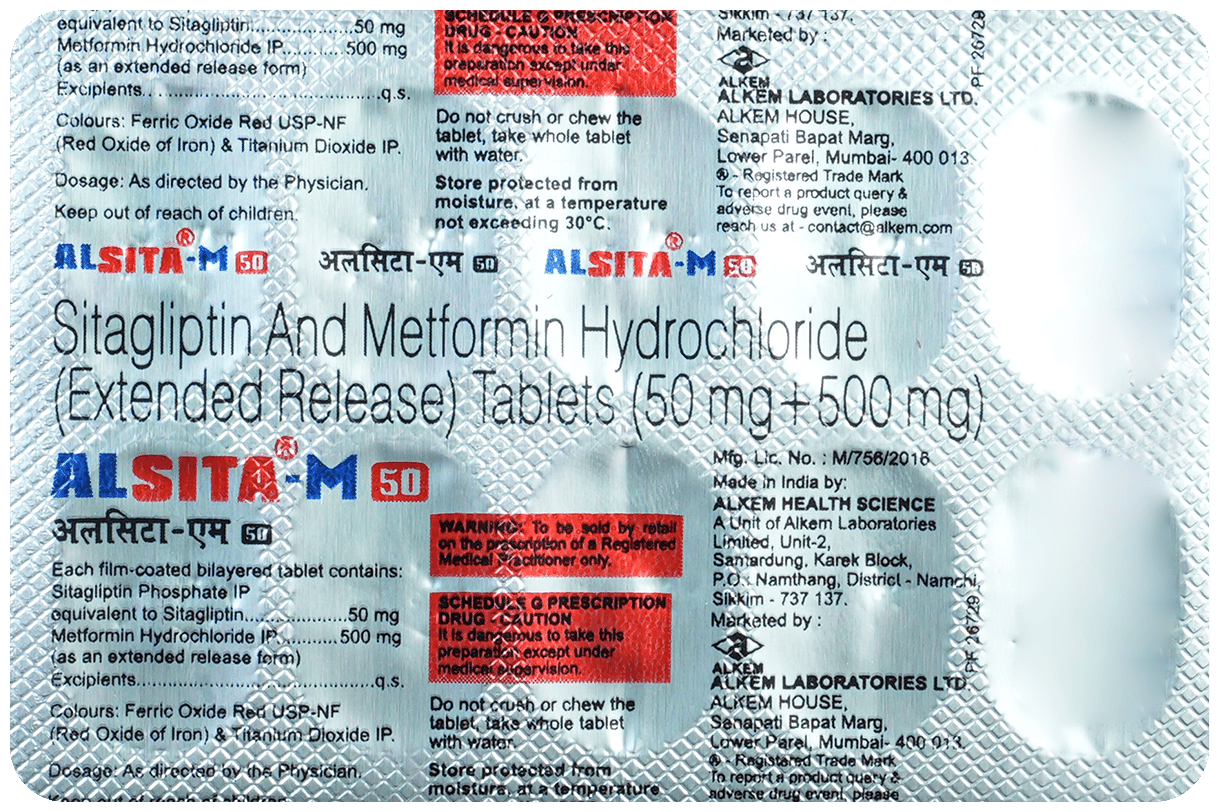 equivalent to Sitagliptin.....................50 mg
Metformin Hydrochloride IP............500 mg
(as an extended release form)
Excipients.............................................q.s.
Colours: Ferric Oxide Red USP-NF
(Red Oxide of Iron) & Titanium Dioxide IP.
Dosage: As directed by the Physician.
Keep out of reach of children.
SCHEDULE G PRESCRIPTION
DRUG - CAUTION
It is dangerous to take this
preparation except under
medical supervision.
Do not crush or chew the
tablet, take whole tablet
with water.
Store protected from
moisture, at a temperature
not exceeding 30°C.
Sikkim - 737 137.
Marketed by :
ALKEM
ALKEM LABORATORIES LTD.
ALKEM HOUSE,
Senapati Bapat Marg,
Lower Parel, Mumbai- 400 013.
® - Registered Trade Mark
To report a product query &
adverse drug event, please
reach us at - contact@alkem.com
PF 26729
ALSITA®-M 50 अलसिटा-एम 50 ALSITA®-M 50 अलसिटा-एम 50
Sitagliptin And Metformin Hydrochloride
(Extended Release) Tablets (50 mg+500 mg)
ALSITA®-M 50
अलसिटा-एम 50
Each film-coated bilayered tablet contains:
Sitagliptin Phosphate IP
equivalent to Sitagliptin.....................50 mg
Metformin Hydrochloride IP............500 mg
(as an extended release form)
Excipients.............................................q.s.
Colours: Ferric Oxide Red USP-NF
(Red Oxide of Iron) & Titanium Dioxide IP.
Dosage: As directed by the Physician.
Keep out of reach of children.
WARNING: To be sold by retail
on the prescription of a Registered
Medical Practitioner only.
SCHEDULE G PRESCRIPTION
DRUG - CAUTION
It is dangerous to take this
preparation except under
medical supervision.
Do not crush or chew the
tablet, take whole tablet
with water.
Store protected from
moisture, at a temperature
Mfg. Lic. No. : M/756/2016
Made in India by:
ALKEM HEALTH SCIENCE
A Unit of Alkem Laboratories
Limited, Unit-2,
Samardung, Karek Block,
P.O.: Namthang, District - Namchi,
Sikkim - 737 137.
Marketed by :
ALKEM
ALKEM LABORATORIES LTD.
ALKEM HOUSE,
Senapati Bapat Marg,
Lower Parel, Mumbai- 400 013.
® - Registered Trade Mark
To report a product query &
adverse drug event, please
PF 26729